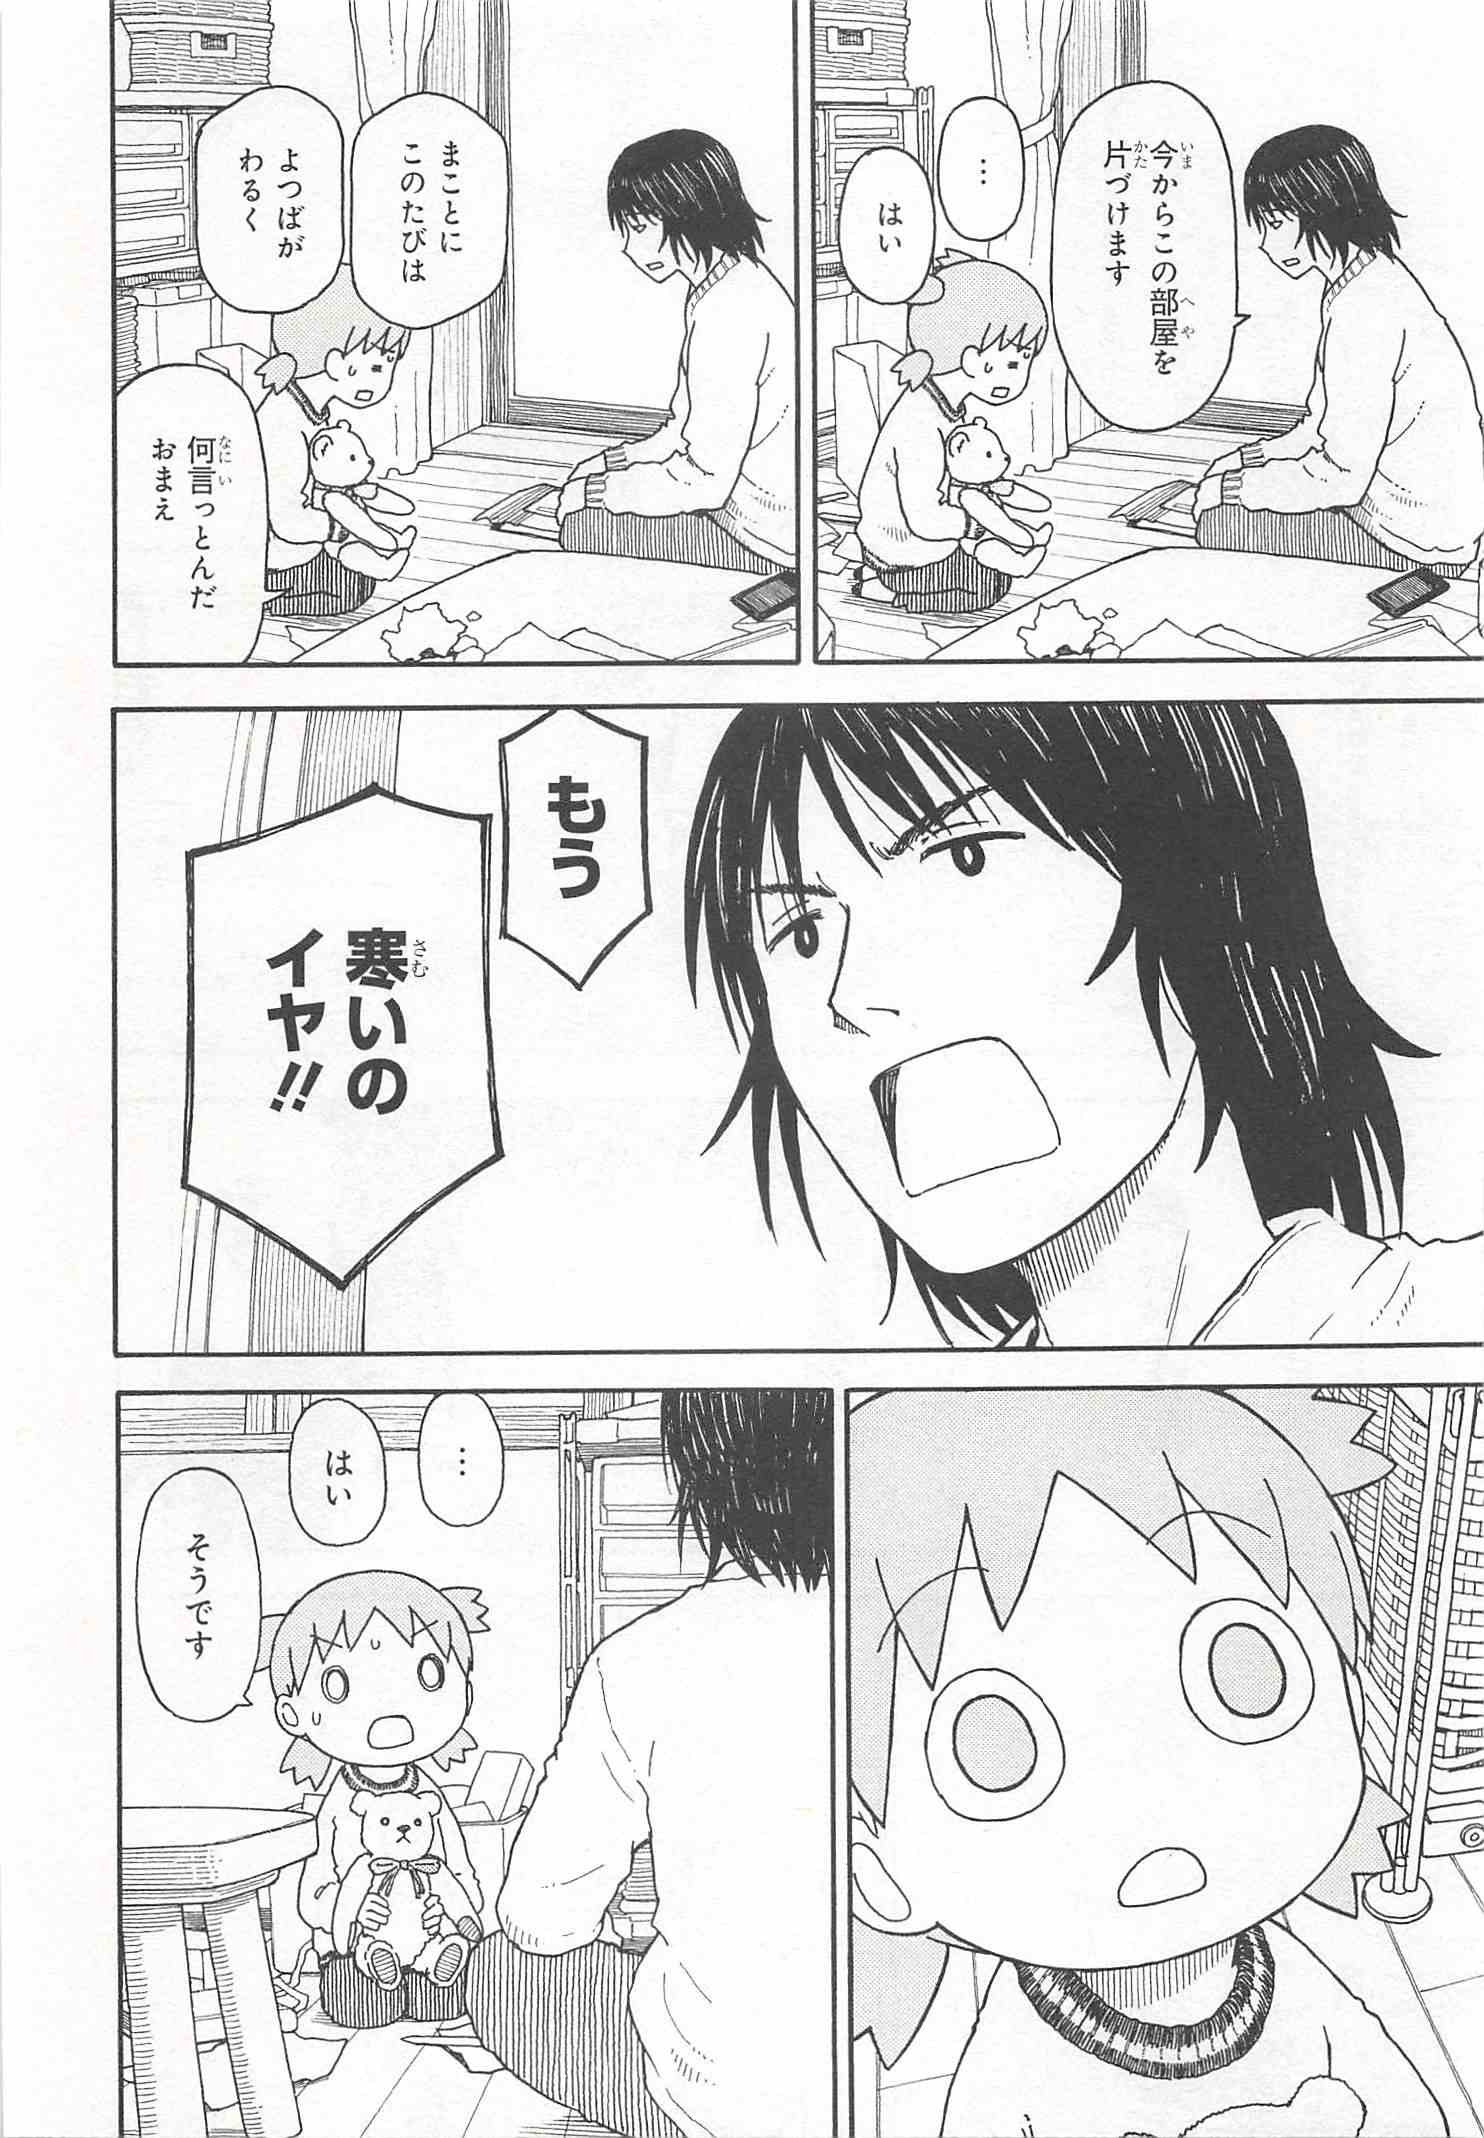 今からこの部屋を
片づけます
…
はい
まことに
このたびは
よつばが
わるく
何言っとんだ
おまえ
もう
寒いの
イヤ!!
…
はい
そうです